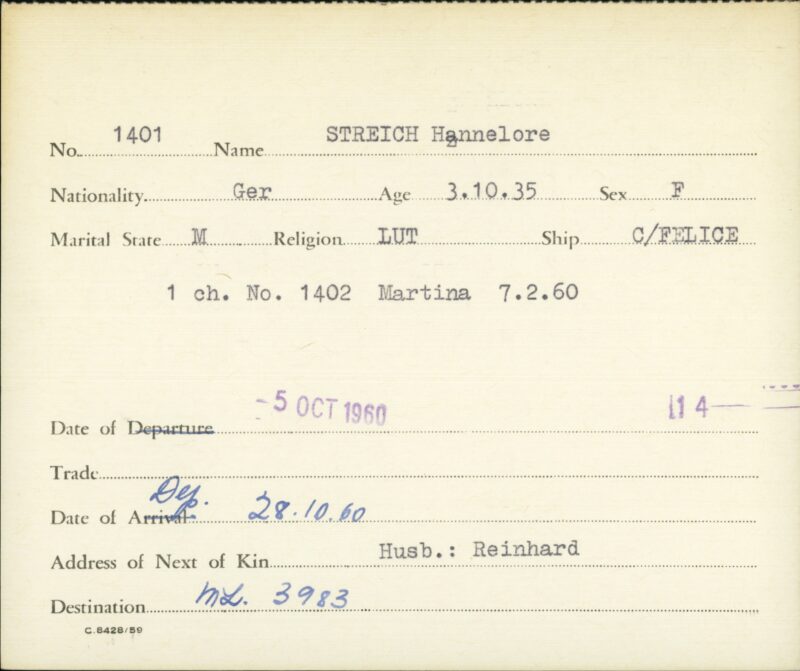 No. 1401 Name STREICH Hannelore
Nationality Ger Age 3.10.35 Sex F
Marital State M Religion LUT Ship C/FELICE
1 ch. No. 1402 Martina 7.2.60
Date of Departure -5 OCT 1960 114
Trade
Dep.
Date of Arrival 28.10.60
Address of Next of Kin Husb.: Reinhard
Destination ML. 3983
C.8428/59